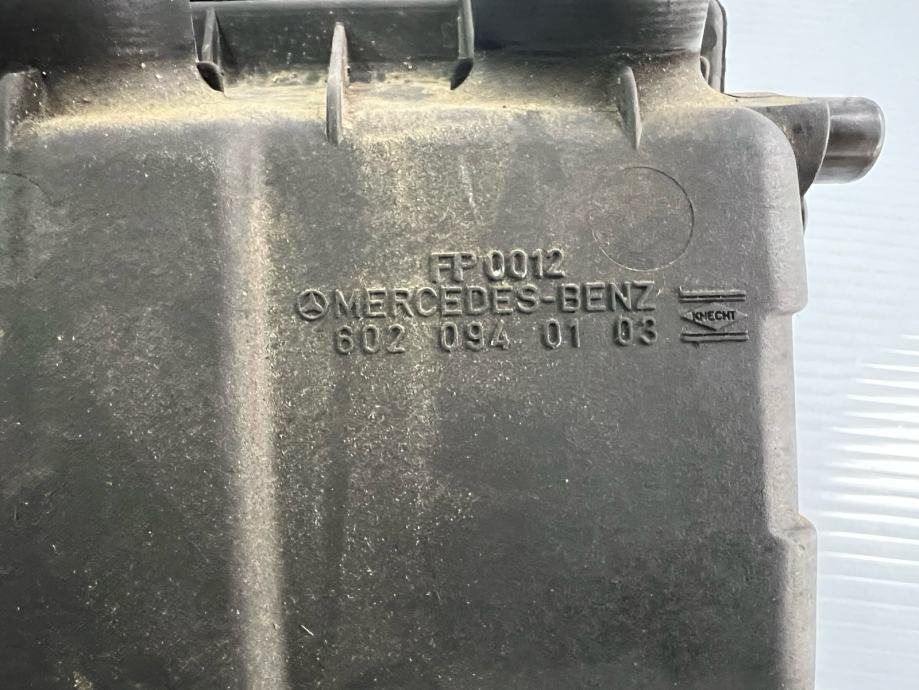 FP 0012
MERCEDES-BENZ
602 094 01 03
KNECHT